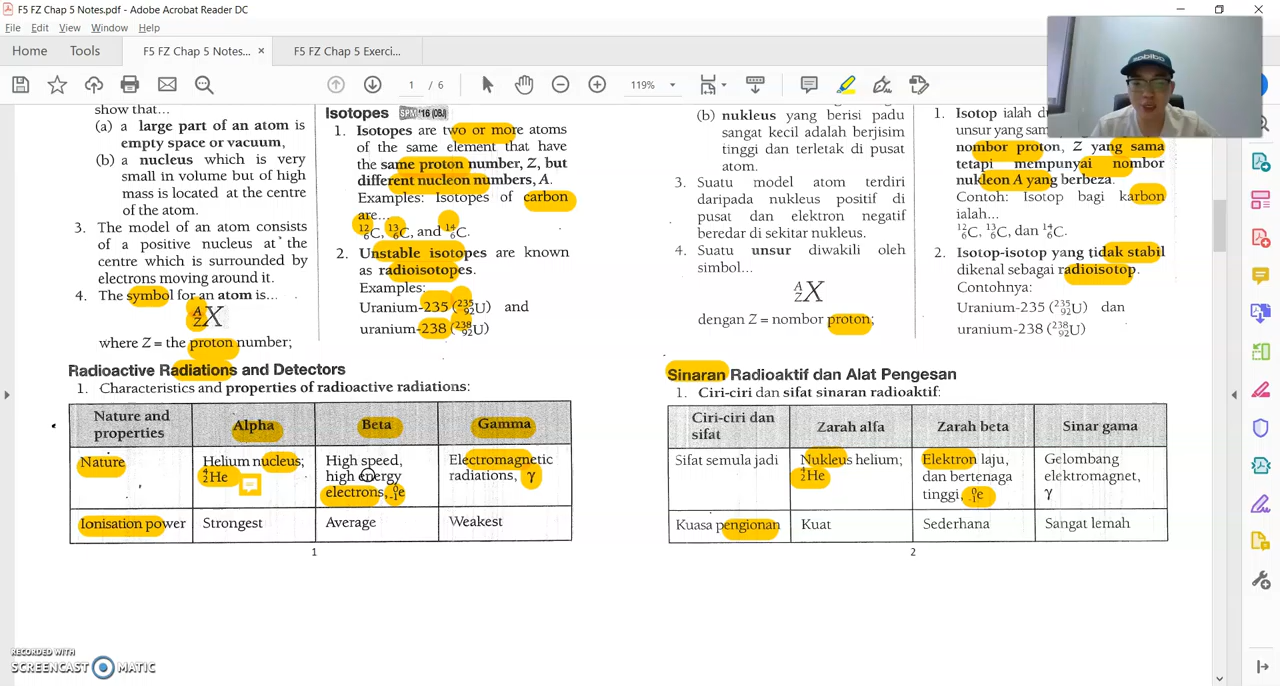 F5 FZ Chap 5 Notes.pdf - Adobe Acrobat Reader DC
File Edit View Window Help
Home Tools F5 FZ Chap 5 Notes... × F5 FZ Chap 5 Exerci...
1 / 6 119%
show that...
(a) a large part of an atom is
empty space or vacuum,
(b) a nucleus which is very
small in volume but of high
mass is located at the centre
of the atom.
3. The model of an atom consists
of a positive nucleus at the
centre which is surrounded by
electrons moving around it.
4. The symbol for an atom is...
A
Z X
where Z = the proton number;
Isotopes SPM '16
1. Isotopes are two or more atoms
of the same element that have
the same proton number, Z, but
different nucleon numbers, A.
Examples: Isotopes of carbon
are...
¹²₆C, ¹³₆C, and ¹⁴₆C.
2. Unstable isotopes are known
as radioisotopes.
Examples:
Uranium-235 (²³⁵₉₂U) and
uranium-238 (²³⁸₉₂U)
Radioactive Radiations and Detectors
1. Characteristics and properties of radioactive radiations:
Nature and properties Alpha Beta Gamma
Nature Helium nucleus; ⁴₂He High speed, high energy electrons, ⁰₋₁e Electromagnetic radiations, γ
Ionisation power Strongest Average Weakest
1
(b) nukleus yang berisi padu
sangat kecil adalah berjisim
tinggi dan terletak di pusat
atom.
3. Suatu model atom terdiri
daripada nukleus positif di
pusat dan elektron negatif
beredar di sekitar nukleus.
4. Suatu unsur diwakili oleh
simbol...
A
Z X
dengan Z = nombor proton;
1. Isotop ialah d
unsur yang sam
nombor proton, Z yang sama
tetapi mempunyai nombor
nukleon A yang berbeza.
Contoh: Isotop bagi karbon
ialah...
¹²₆C, ¹³₆C, dan ¹⁴₆C.
2. Isotop-isotop yang tidak stabil
dikenal sebagai radioisotop.
Contohnya:
Uranium-235 (²³⁵₉₂U) dan
uranium-238 (²³⁸₉₂U)
Sinaran Radioaktif dan Alat Pengesan
1. Ciri-ciri dan sifat sinaran radioaktif:
Ciri-ciri dan sifat Zarah alfa Zarah beta Sinar gama
Sifat semula jadi Nukleus helium; ⁴₂He Elektron laju, dan bertenaga tinggi, ⁰₋₁e Gelombang elektromagnet, γ
Kuasa pengionan Kuat Sederhana Sangat lemah
2
RECORDED WITH
SCREENCAST MATIC